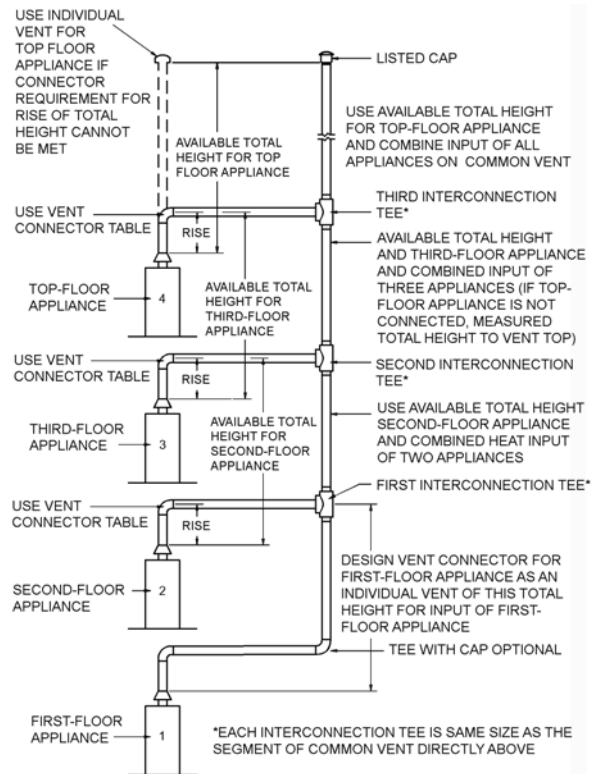 USE INDIVIDUAL
VENT FOR
TOP FLOOR
APPLIANCE IF
CONNECTOR
REQUIREMENT FOR
RISE OF TOTAL
HEIGHT CANNOT
BE MET
LISTED CAP
AVAILABLE TOTAL
HEIGHT FOR TOP
FLOOR APPLIANCE
USE AVAILABLE TOTAL HEIGHT
FOR TOP-FLOOR APPLIANCE
AND COMBINE INPUT OF ALL
APPLIANCES ON COMMON VENT
USE VENT
CONNECTOR TABLE
RISE
THIRD INTERCONNECTION
TEE*
TOP-FLOOR
APPLIANCE
4
AVAILABLE TOTAL
HEIGHT FOR
THIRD-FLOOR
APPLIANCE
AVAILABLE TOTAL HEIGHT
AND THIRD-FLOOR APPLIANCE
AND COMBINED INPUT OF
THREE APPLIANCES (IF TOP-
FLOOR APPLIANCE IS NOT
CONNECTED, MEASURED
TOTAL HEIGHT TO VENT TOP)
USE VENT
CONNECTOR TABLE
RISE
SECOND INTERCONNECTION
TEE*
THIRD-FLOOR
APPLIANCE
3
AVAILABLE TOTAL
HEIGHT FOR
SECOND-FLOOR
APPLIANCE
USE AVAILABLE TOTAL HEIGHT
SECOND-FLOOR APPLIANCE
AND COMBINED HEAT INPUT
OF TWO APPLIANCES
USE VENT
CONNECTOR TABLE
RISE
FIRST INTERCONNECTION TEE*
SECOND-FLOOR
APPLIANCE
2
DESIGN VENT CONNECTOR FOR
FIRST-FLOOR APPLIANCE AS AN
INDIVIDUAL VENT OF THIS TOTAL
HEIGHT FOR INPUT OF FIRST-
FLOOR APPLIANCE
TEE WITH CAP OPTIONAL
FIRST-FLOOR
APPLIANCE
1
*EACH INTERCONNECTION TEE IS SAME SIZE AS THE
SEGMENT OF COMMON VENT DIRECTLY ABOVE